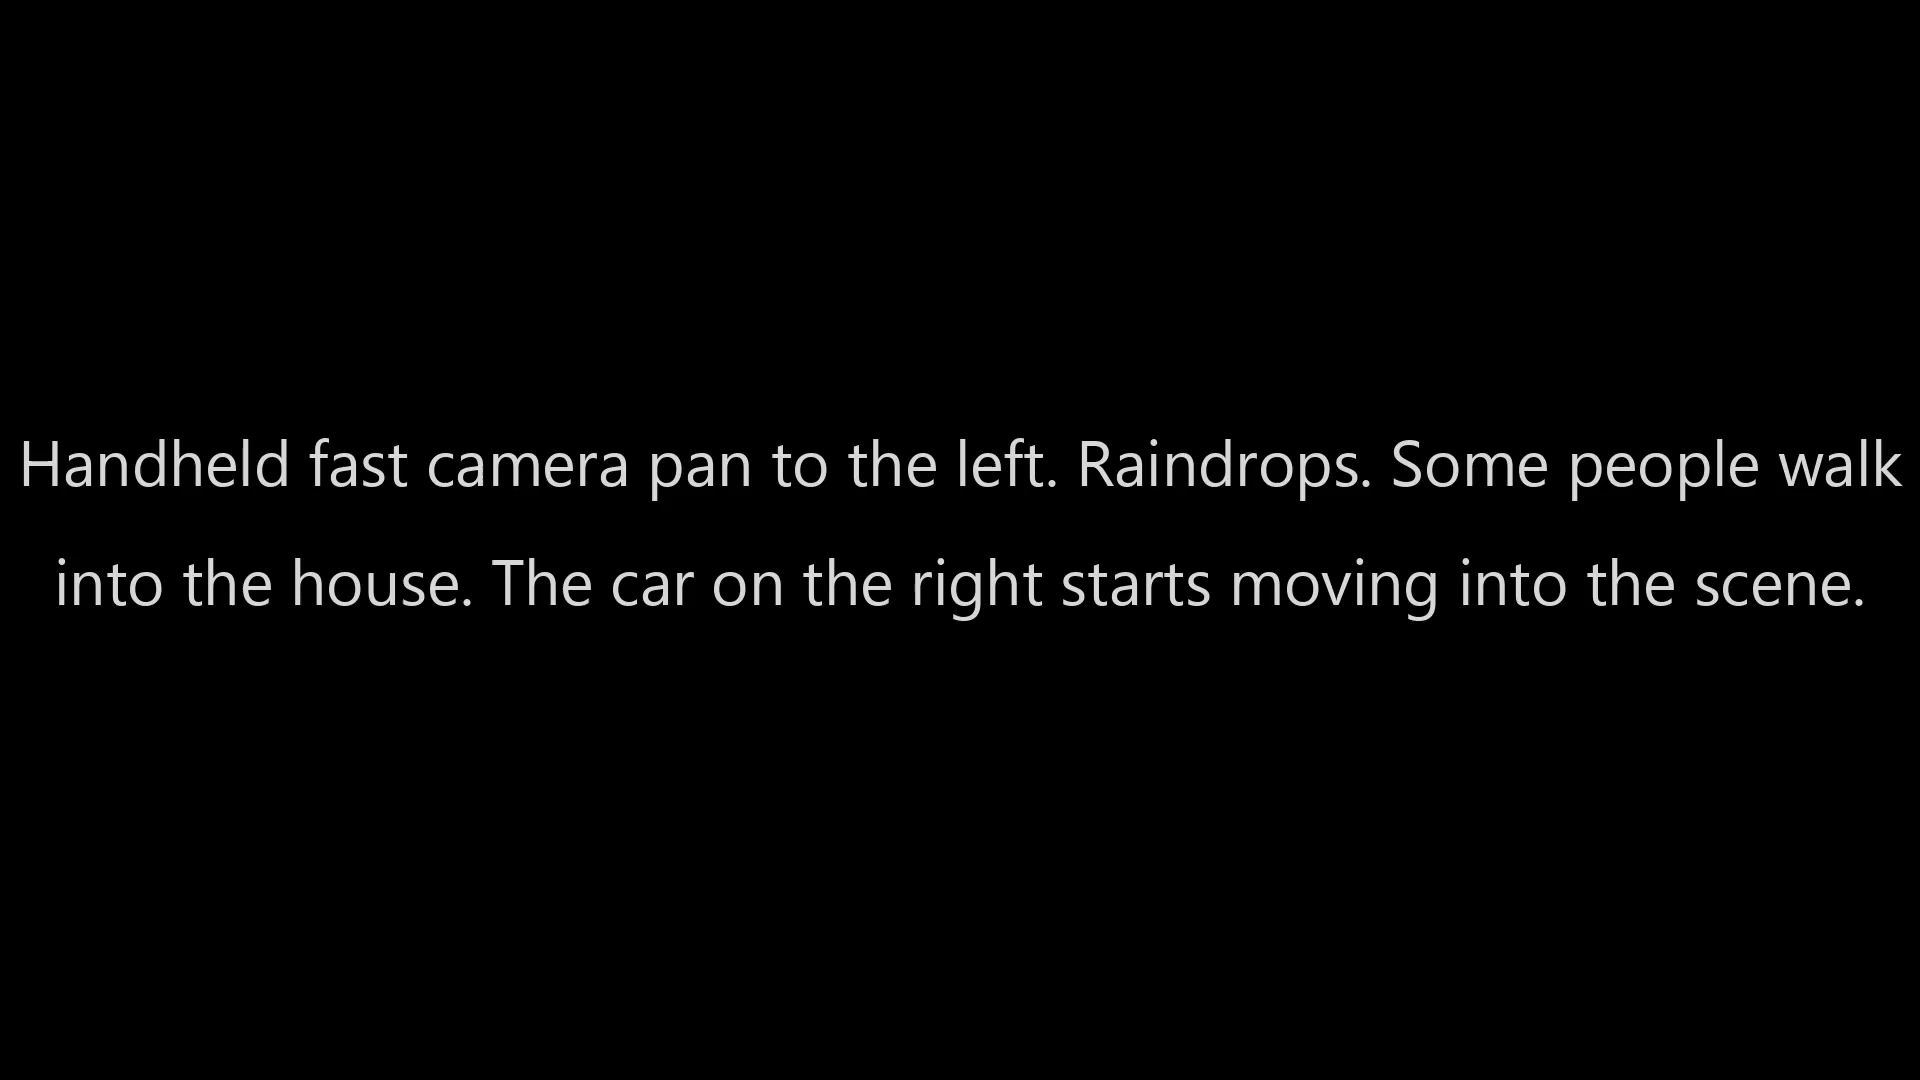 Handheld fast camera pan to the left. Raindrops. Some people walk
into the house. The car on the right starts moving into the scene.